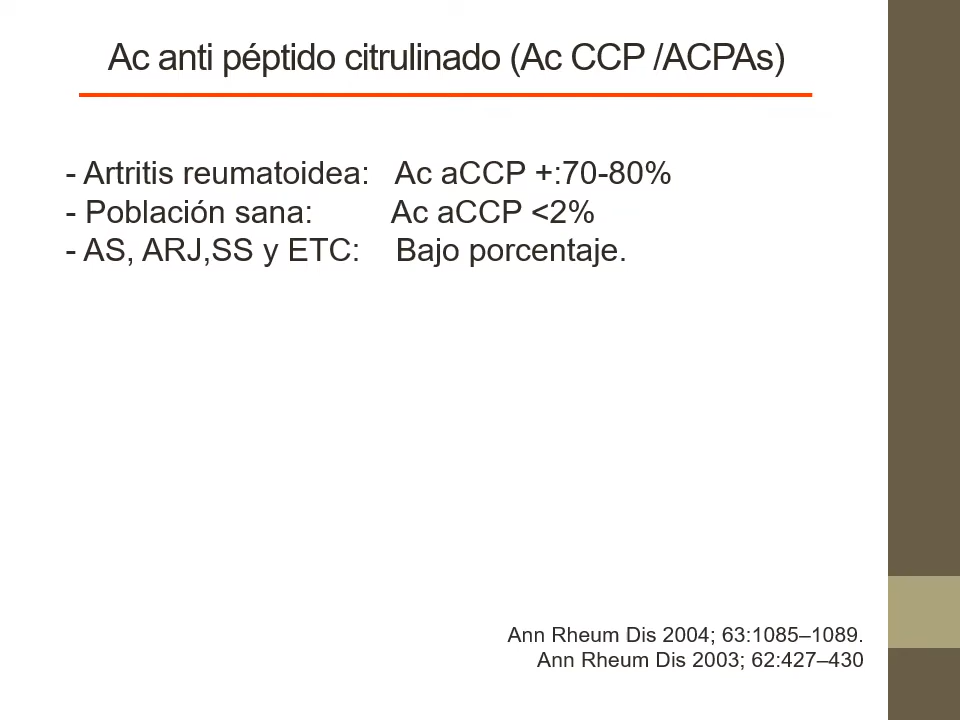 Ac anti péptido citrulinado (Ac CCP /ACPAs)
- Artritis reumatoidea: Ac aCCP +:70-80%
- Población sana: Ac aCCP <2%
- AS, ARJ,SS y ETC: Bajo porcentaje.
Ann Rheum Dis 2004; 63:1085–1089.
Ann Rheum Dis 2003; 62:427–430